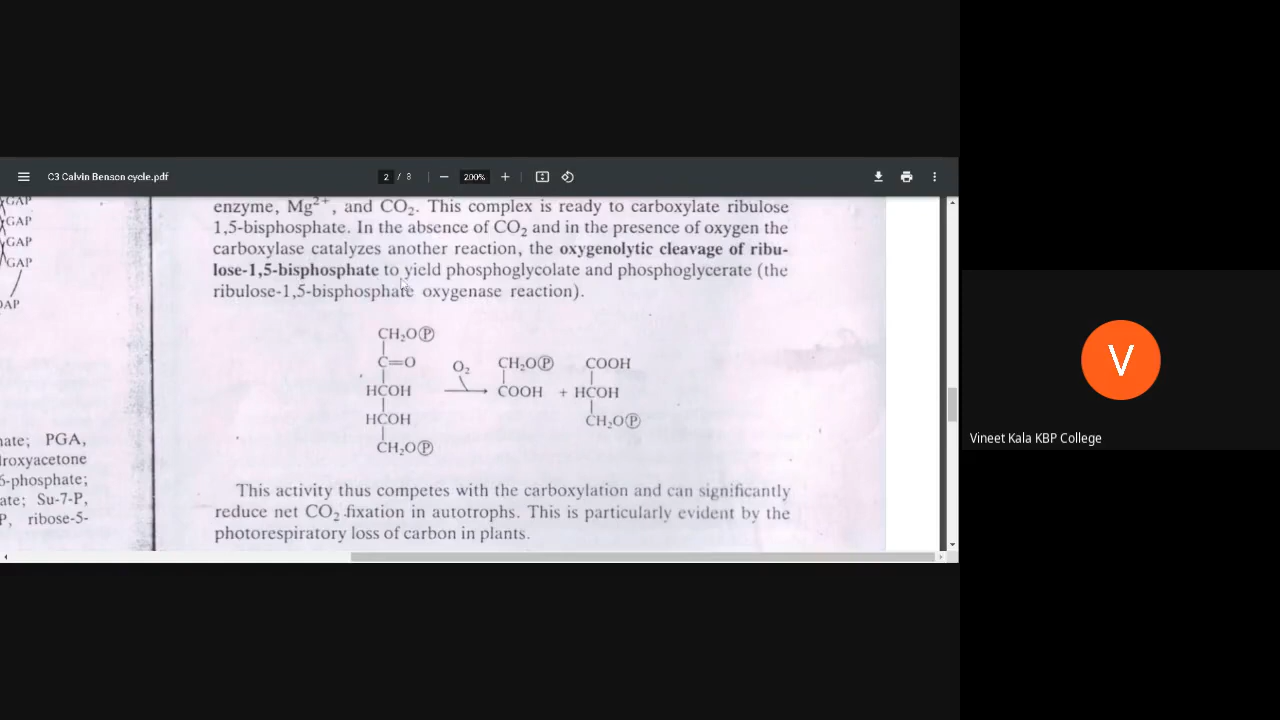 C3 Calvin Benson cycle.pdf
2 / 3
200%
GAP
GAP
GAP
GAP
enzyme, Mg²⁺, and CO₂. This complex is ready to carboxylate ribulose
1,5-bisphosphate. In the absence of CO₂ and in the presence of oxygen the
carboxylase catalyzes another reaction, the oxygenolytic cleavage of ribu-
lose-1,5-bisphosphate to yield phosphoglycolate and phosphoglycerate (the
ribulose-1,5-bisphosphate oxygenase reaction).
CH₂OⓅ
C=O
HCOH
HCOH
CH₂OⓅ
O₂
CH₂OⓅ
COOH
+
COOH
HCOH
CH₂OⓅ
nate; PGA,
droxyacetone
6-phosphate;
ate; Su-7-P,
P, ribose-5-
This activity thus competes with the carboxylation and can significantly
reduce net CO₂ fixation in autotrophs. This is particularly evident by the
photorespiratory loss of carbon in plants.
V
Vineet Kala KBP College